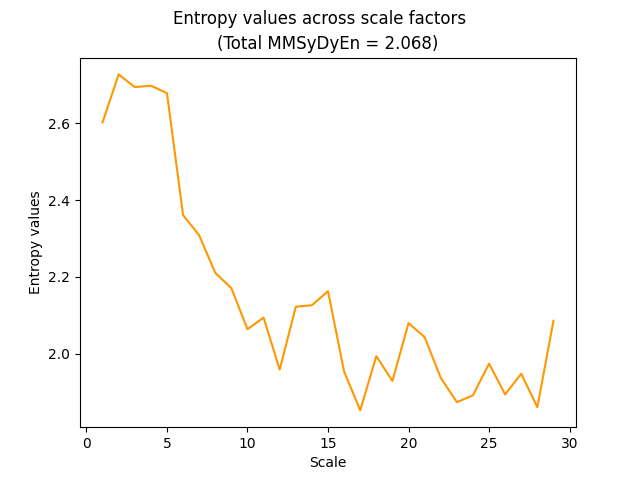 Entropy values across scale factors
(Total MMSyDyEn = 2.068)
2.6
2.4
2.2
2.0
Entropy values
0 5 10 15 20 25 30
Scale